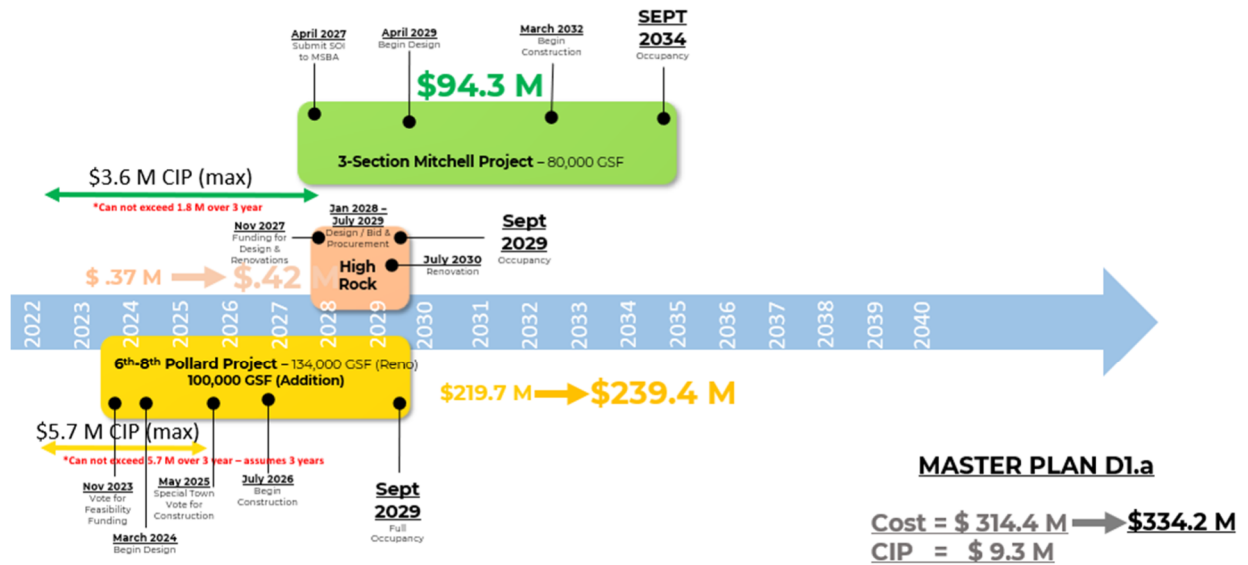 April 2027
Submit SOI
to MSBA
April 2029
Begin Design
March 2032
Begin
Construction
SEPT
2034
Occupancy
$94.3 M
3-Section Mitchell Project – 80,000 GSF
$3.6 M CIP (max)
*Can not exceed 1.8 M over 3 year
Nov 2027
Funding for
Design &
Renovations
Jan 2028 –
July 2029
Design / Bid &
Procurement
Sept
2029
Occupancy
July 2030
Renovation
High
Rock
$ .37 M
$.42 M
2022
2023
2024
2025
2026
2027
2028
2029
2030
2031
2032
2033
2034
2035
2036
2037
2038
2039
2040
6th-8th Pollard Project – 134,000 GSF (Reno)
100,000 GSF (Addition)
$219.7 M
$239.4 M
$5.7 M CIP (max)
*Can not exceed 5.7 M over 3 year – assumes 3 years
Nov 2023
Vote for
Feasibility
Funding
March 2024
Begin Design
May 2025
Special Town
Vote for
Construction
July 2026
Begin
Construction
Sept
2029
Full
Occupancy
MASTER PLAN D1.a
Cost = $ 314.4 M
$334.2 M
CIP = $ 9.3 M